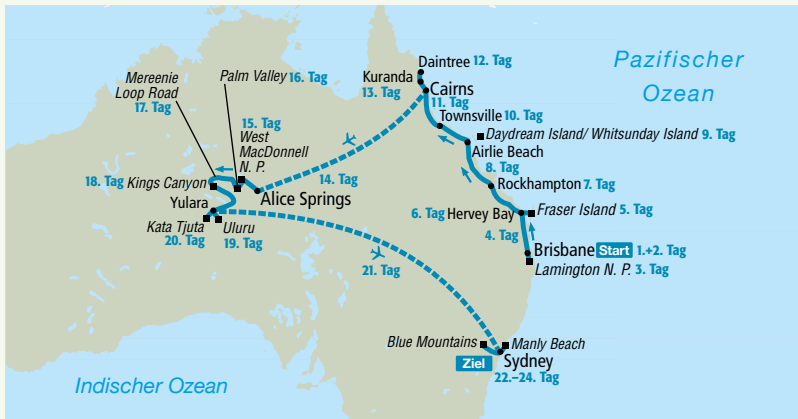 Daintree 12. Tag
Kuranda
13. Tag
Cairns
11. Tag
Townsville 10. Tag
Daydream Island/ Whitsunday Island 9. Tag
Airlie Beach
8. Tag
Rockhampton 7. Tag
6. Tag Hervey Bay
Fraser Island 5. Tag
4. Tag
Brisbane Start 1.+2. Tag
Lamington N. P. 3. Tag
Pazifischer
Ozean
Mereenie
Loop Road
17. Tag
Palm Valley 16. Tag
15. Tag
West
MacDonnell
N. P.
14. Tag
18. Tag Kings Canyon
Alice Springs
Yulara
Kata Tjuta
20. Tag
Uluru
19. Tag
21. Tag
Blue Mountains
Manly Beach
Ziel
Sydney
22.–24. Tag
Indischer Ozean